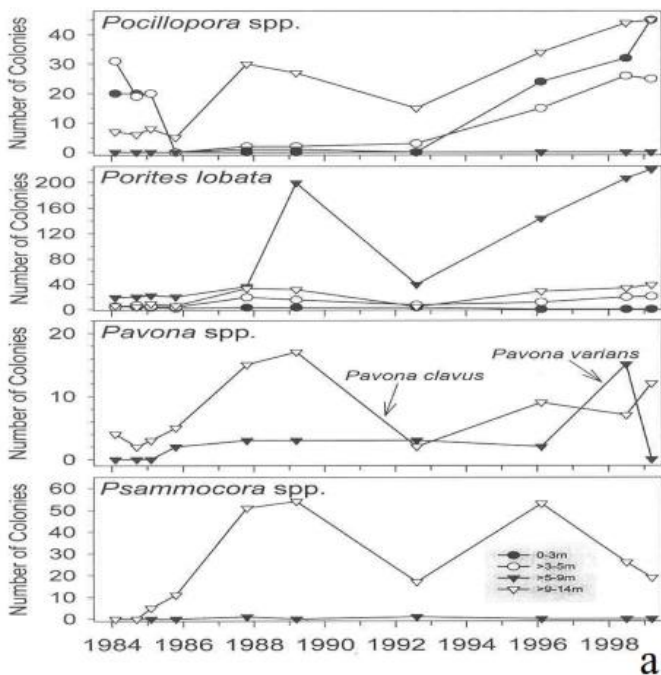 Pocillopora spp.
Number of Colonies
40
30
20
10
0
Porites lobata
Number of Colonies
200
160
120
80
40
0
Pavona spp.
Number of Colonies
20
10
0
Pavona clavus
Pavona varians
Psammocora spp.
Number of Colonies
60
50
40
30
20
10
0
0-3m
>3-5m
>5-9m
>9-14m
1984 1986 1988 1990 1992 1994 1996 1998
a